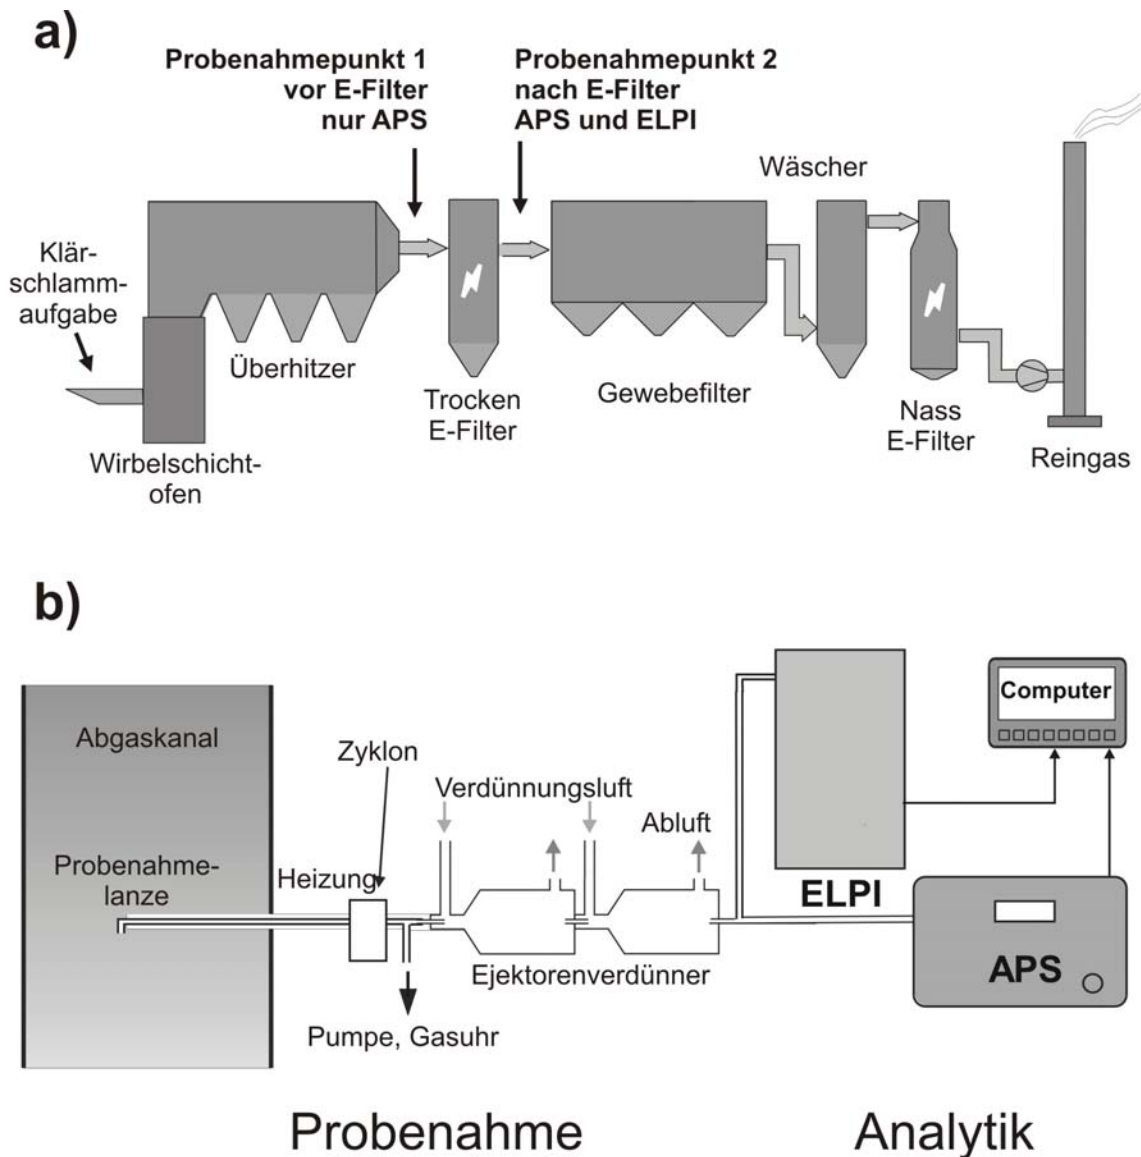 a)
Probenahmepunkt 1
vor E-Filter
nur APS
Probenahmepunkt 2
nach E-Filter
APS und ELPI
Wäscher
Klär-
schlamm-
aufgabe
Überhitzer
Trocken
E-Filter
Gewebefilter
Nass
E-Filter
Reingas
Wirbelschicht-
ofen
b)
Abgaskanal
Zyklon
Verdünnungsluft
Abluft
Computer
Probenahme-
lanze
Heizung
ELPI
APS
Ejektorenverdünner
Pumpe, Gasuhr
Probenahme
Analytik